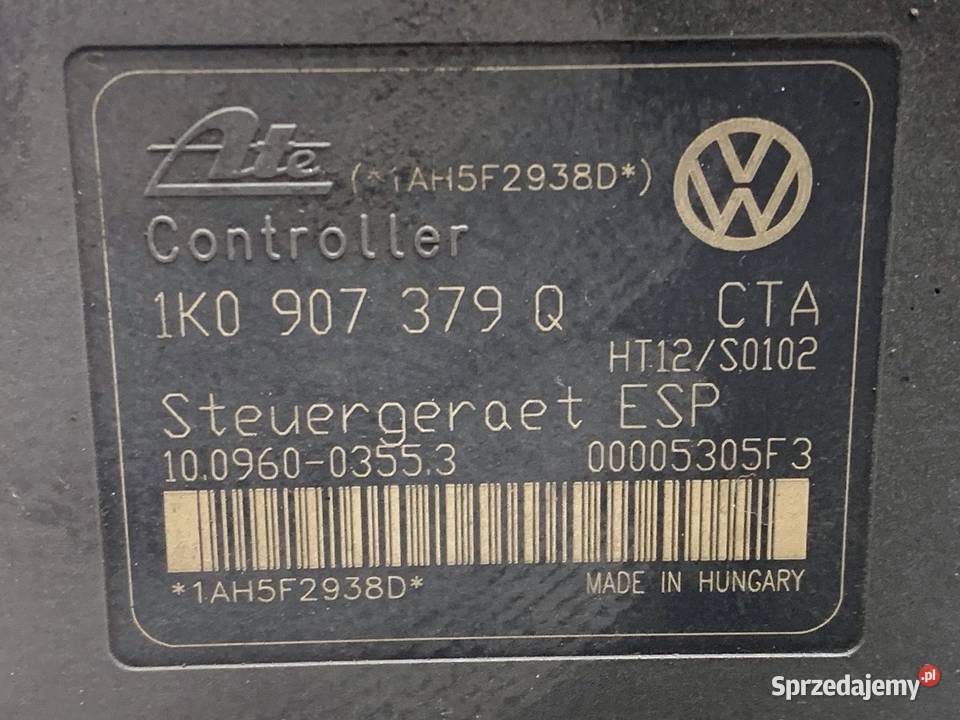 Ate (*1AH5F2938D*)
Controller
1K0 907 379 Q CTA
HT12/S0102
Steuergeraet ESP
10.0960-0355.3 00005305F3
*1AH5F2938D* MADE IN HUNGARY
Sprzedajemy.pl